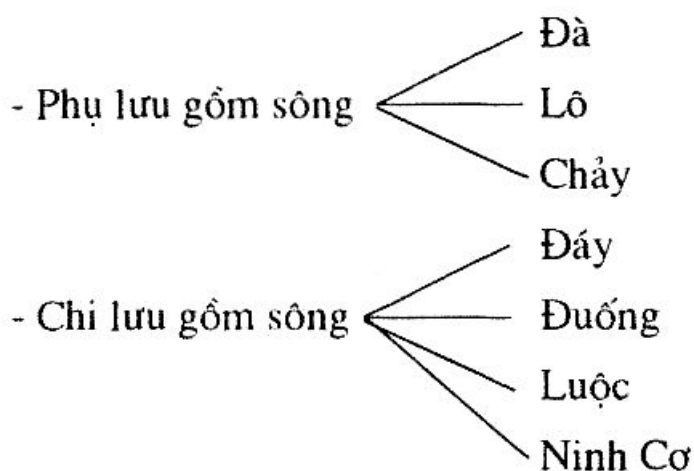 Đà
- Phụ lưu gồm sông
Lô
Chảy
Đáy
- Chi lưu gồm sông
Đuống
Luộc
Ninh Cơ